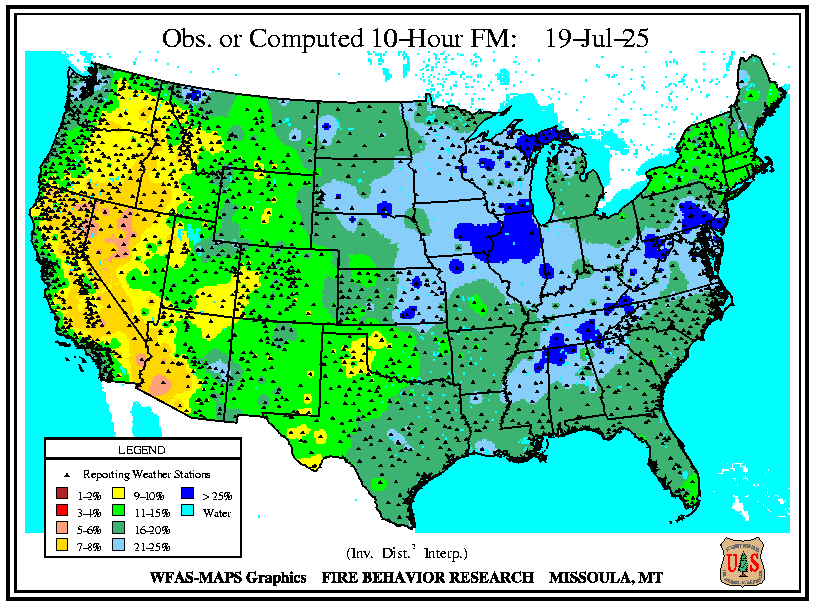 Obs. or Computed 10-Hour FM: 19-Jul-25
LEGEND
Reporting Weather Stations
1-2% 9-10% > 25%
3-4% 11-15% Water
5-6% 16-20%
7-8% 21-25%
(Inv. Dist.² Interp.)
WFAS-MAPS Graphics FIRE BEHAVIOR RESEARCH MISSOULA, MT
U S